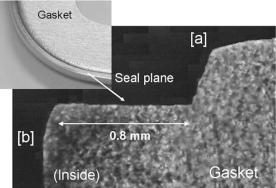 Gasket
[a]
Seal plane
[b]
0.8 mm
(Inside)
Gasket